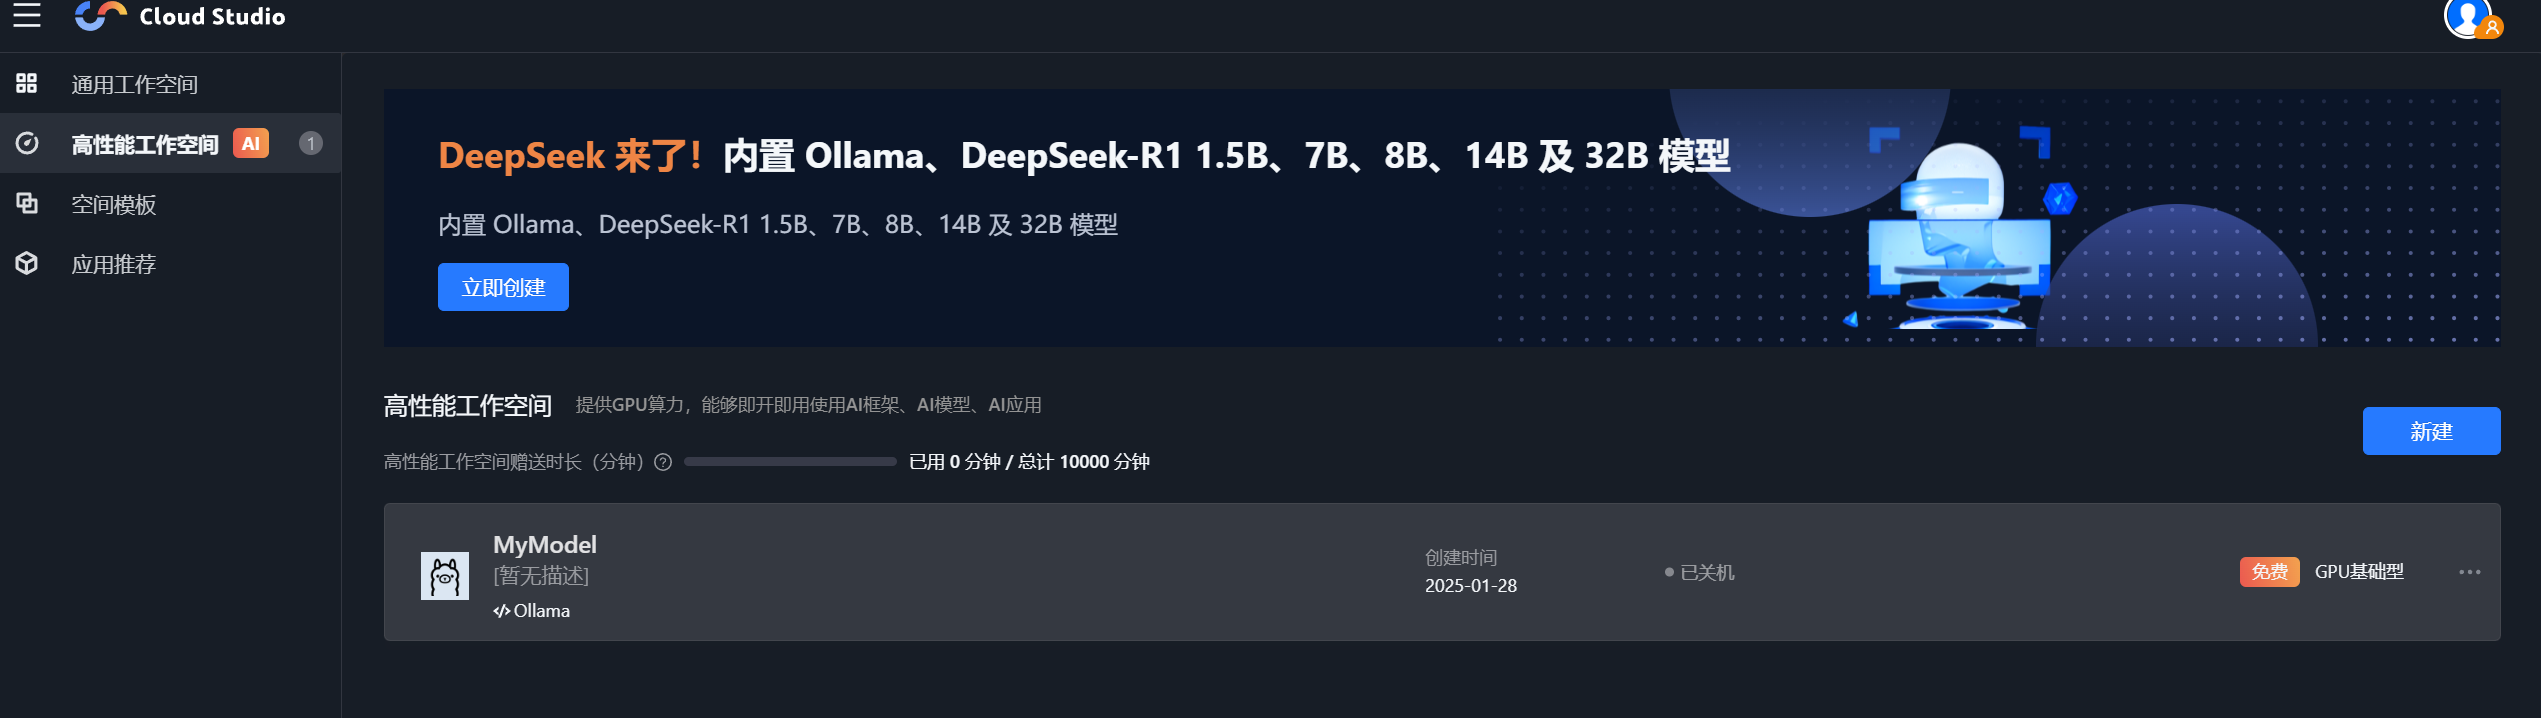 Cloud Studio
通用工作空间
高性能工作空间 AI 1
空间模板
应用推荐
DeepSeek 来了！内置 Ollama、DeepSeek-R1 1.5B、7B、8B、14B 及 32B 模型
内置 Ollama、DeepSeek-R1 1.5B、7B、8B、14B 及 32B 模型
立即创建
高性能工作空间 提供GPU算力，能够即开即用使用AI框架、AI模型、AI应用
新建
高性能工作空间赠送时长（分钟） ? 已用 0 分钟 / 总计 10000 分钟
MyModel
[暂无描述]
Ollama
创建时间
2025-01-28
已关机
免费 GPU基础型